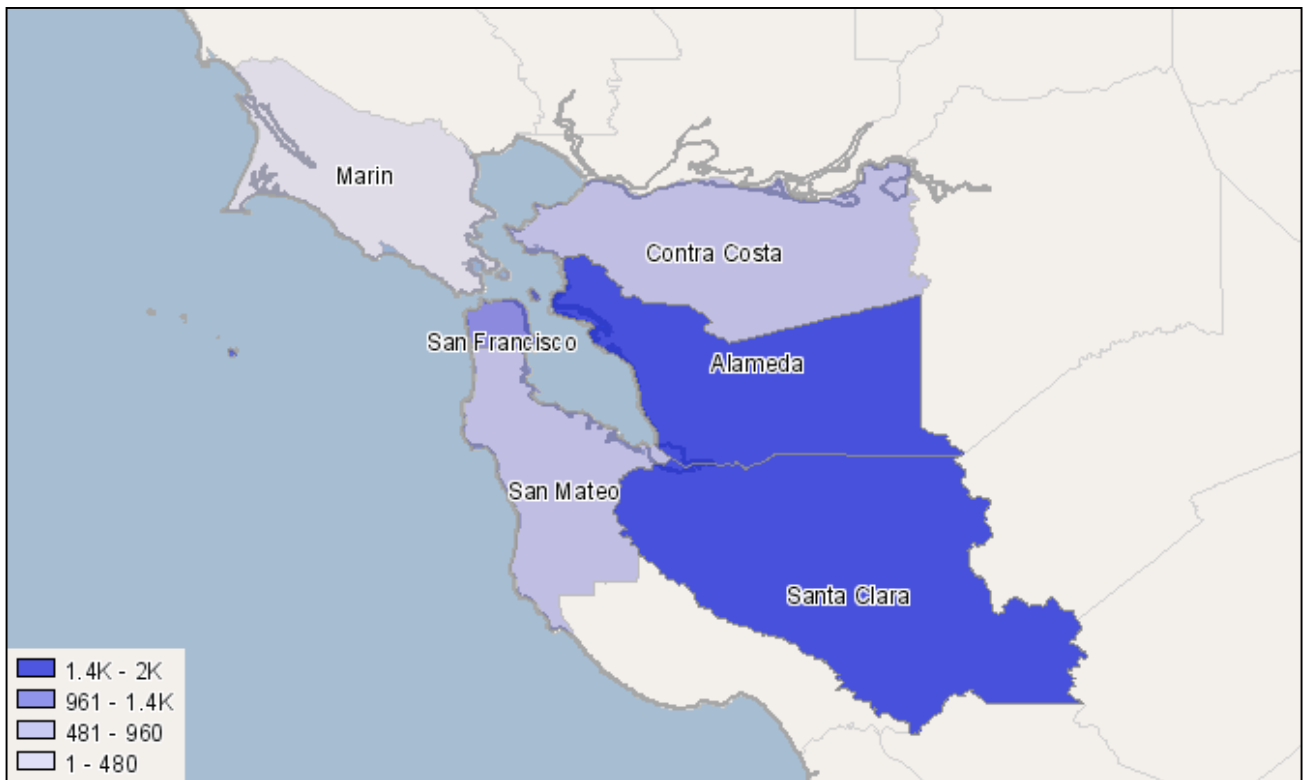 Marin
Contra Costa
San Francisco
Alameda
San Mateo
Santa Clara
1.4K - 2K
961 - 1.4K
481 - 960
1 - 480